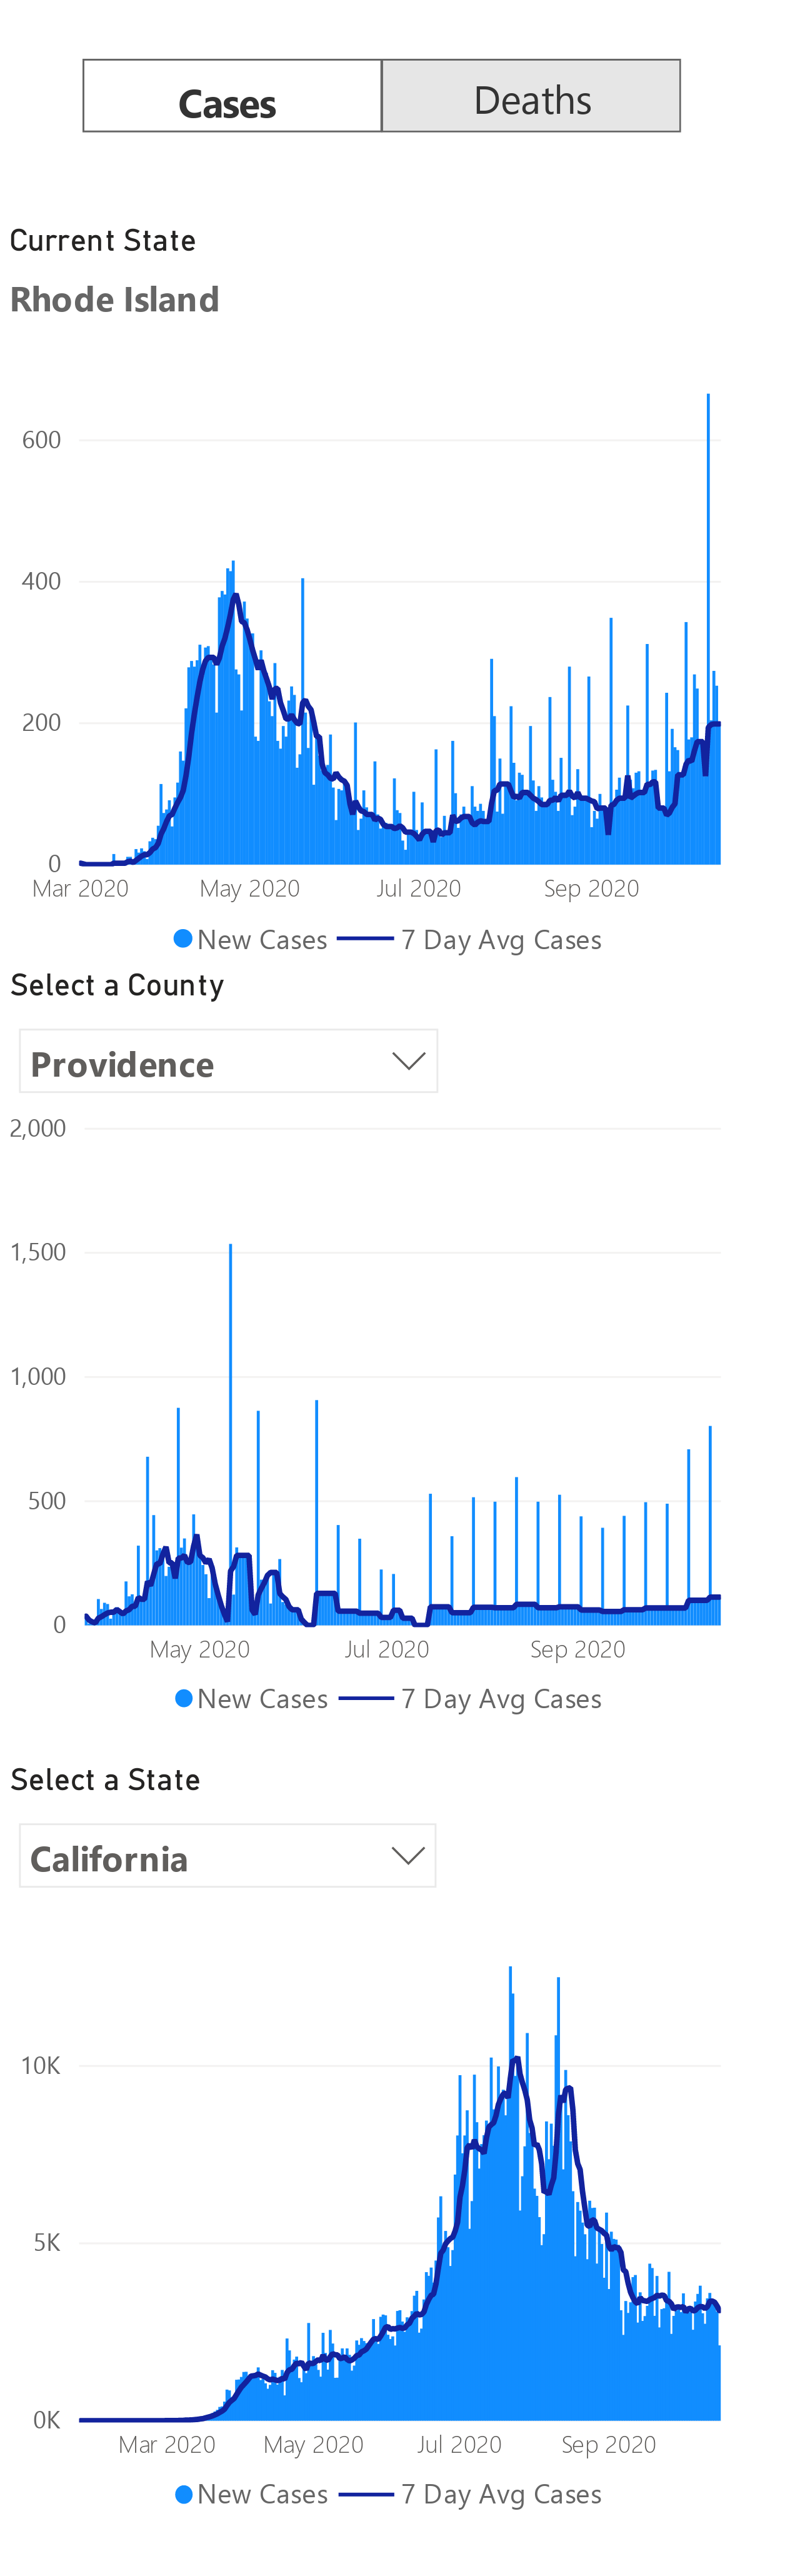 Cases Deaths
Current State
Rhode Island
600
400
200
0
Mar 2020 May 2020 Jul 2020 Sep 2020
New Cases 7 Day Avg Cases
Select a County
Providence
2,000
1,500
1,000
500
0
May 2020 Jul 2020 Sep 2020
New Cases 7 Day Avg Cases
Select a State
California
10K
5K
0K
Mar 2020 May 2020 Jul 2020 Sep 2020
New Cases 7 Day Avg Cases